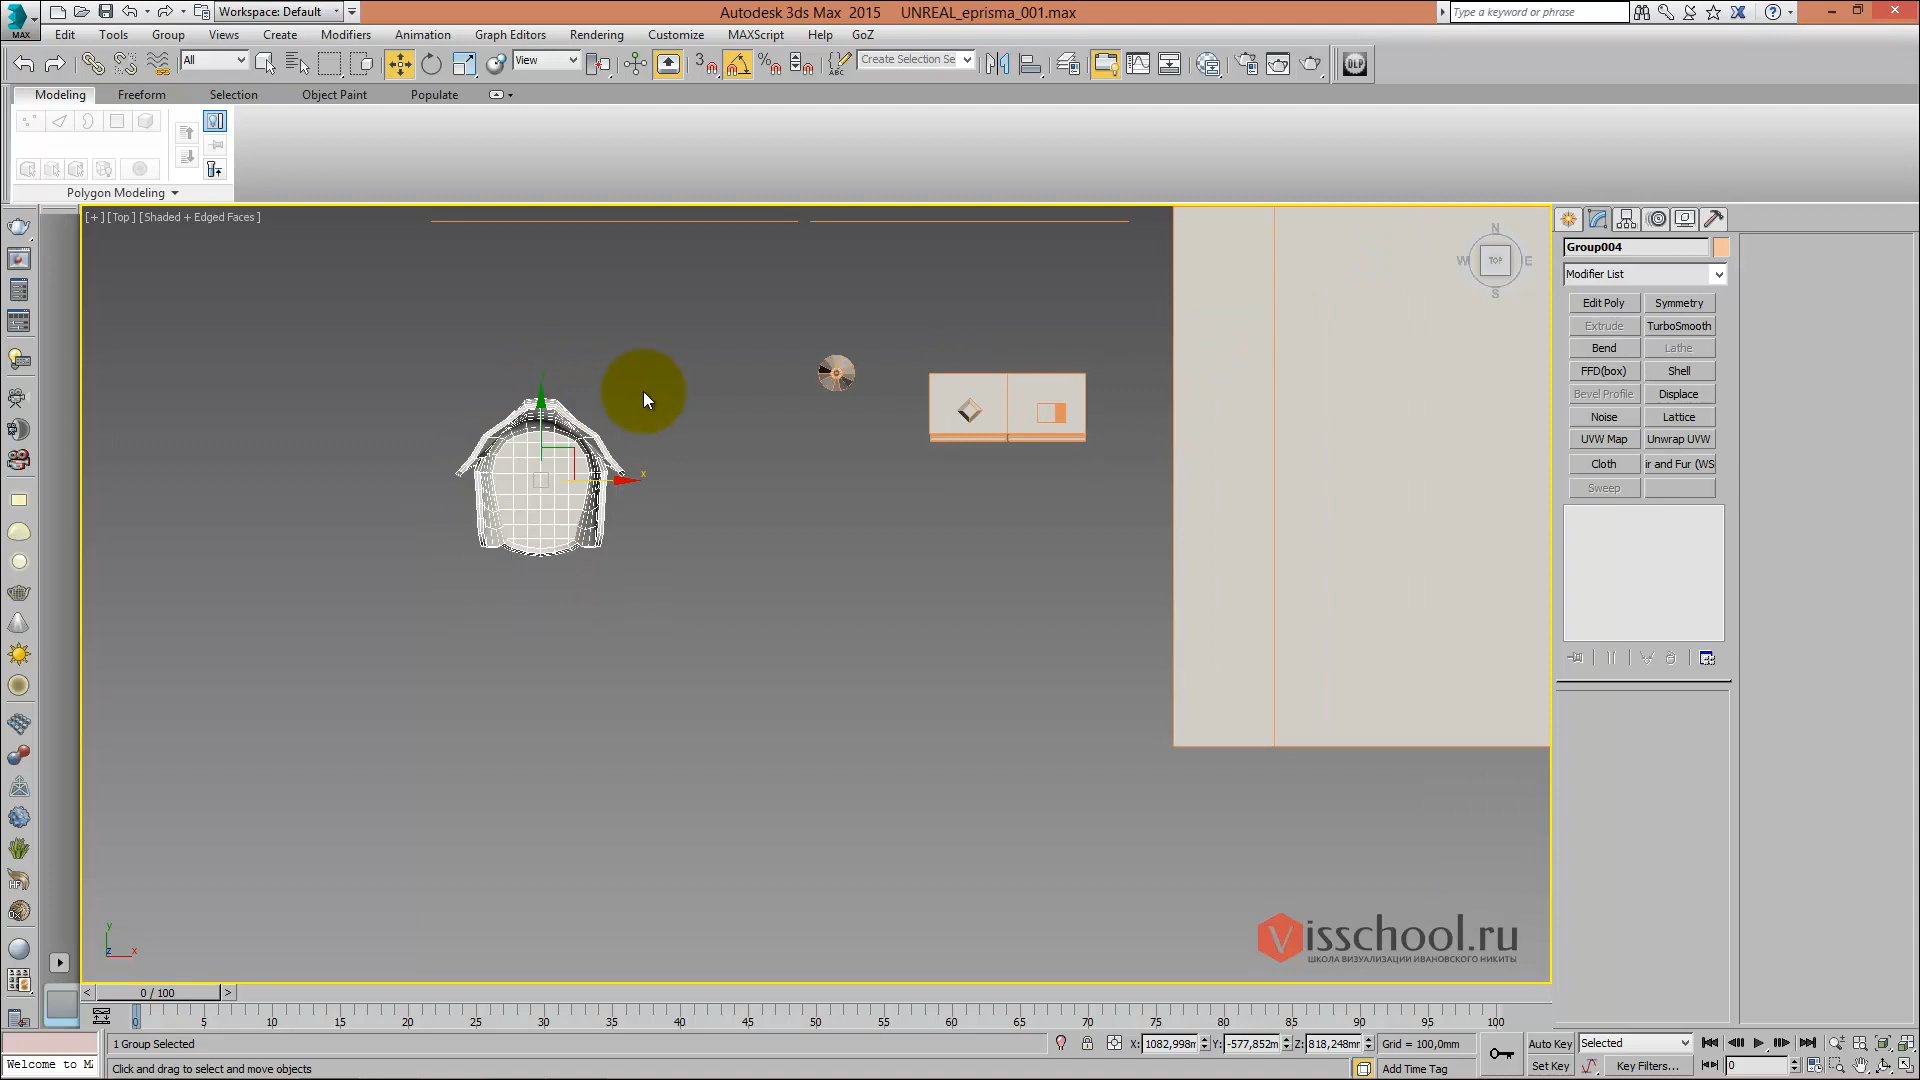 MAX
Workspace: Default
Autodesk 3ds Max 2015 UNREAL_eprisma_001.max
Type a keyword or phrase
Edit Tools Group Views Create Modifiers Animation Graph Editors Rendering Customize MAXScript Help GoZ
All View 3 Create Selection Se
Modeling Freeform Selection Object Paint Populate
Polygon Modeling
[+] [Top] [Shaded + Edged Faces]
N
W TOP E
S
x
Group004
Modifier List
Edit Poly Symmetry
Extrude TurboSmooth
Bend Lathe
FFD(box) Shell
Bevel Profile Displace
Noise Lattice
UVW Map Unwrap UVW
Cloth ir and Fur (WS
Sweep
y
z x
Visschool.ru
ШКОЛА ВИЗУАЛИЗАЦИИ ИВАНОВСКОГО НИКИТЫ
< 0 / 100 >
0 5 10 15 20 25 30 35 40 45 50 55 60 65 70 75 80 85 90 95 100
1 Group Selected X: 1082,998m Y: -577,852m Z: 818,248mm Grid = 100,0mm Auto Key Selected
Welcome to M Click and drag to select and move objects Add Time Tag Set Key Key Filters... 0